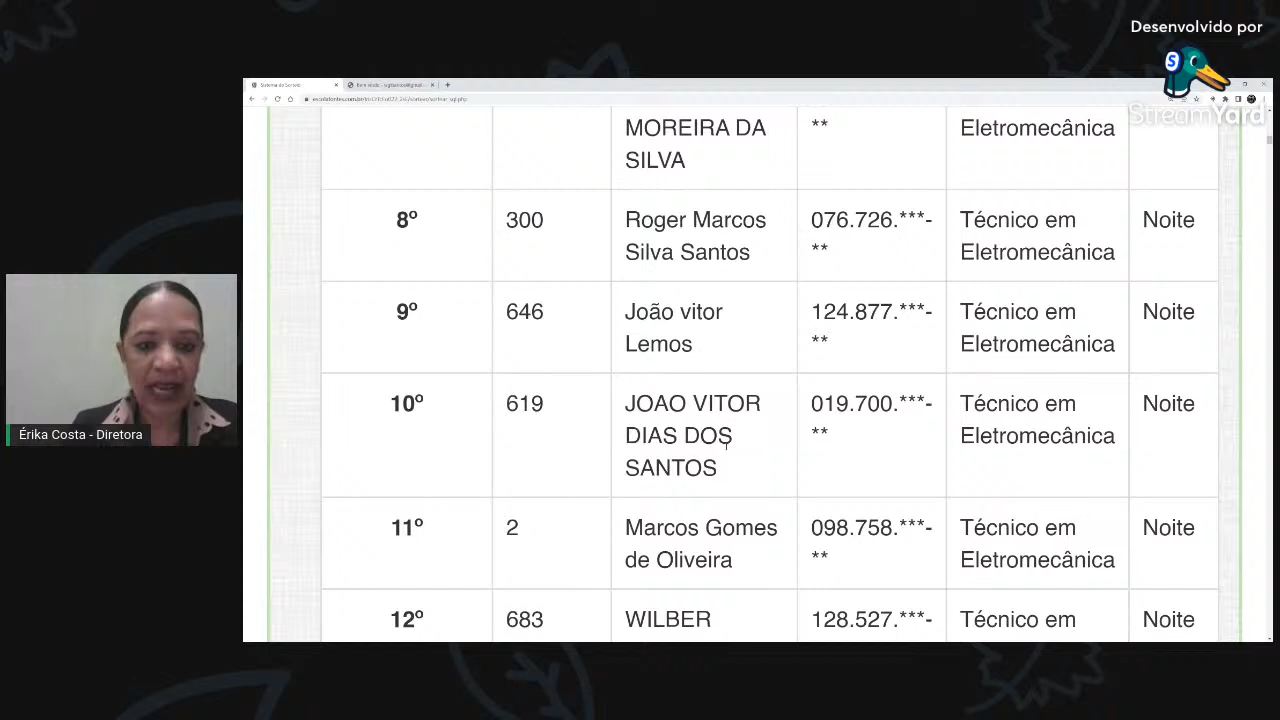 Desenvolvido por
S
StreamYard
Sistema de Sorteio
MOREIRA DA
SILVA
**
Eletromecânica
8º
300
Roger Marcos
Silva Santos
076.726.***-
**
Técnico em
Eletromecânica
Noite
9º
646
João vitor
Lemos
124.877.***-
**
Técnico em
Eletromecânica
Noite
10º
619
JOAO VITOR
DIAS DOS
SANTOS
019.700.***-
**
Técnico em
Eletromecânica
Noite
11º
2
Marcos Gomes
de Oliveira
098.758.***-
**
Técnico em
Eletromecânica
Noite
12º
683
WILBER
128.527.***-
Técnico em
Noite
Érika Costa - Diretora